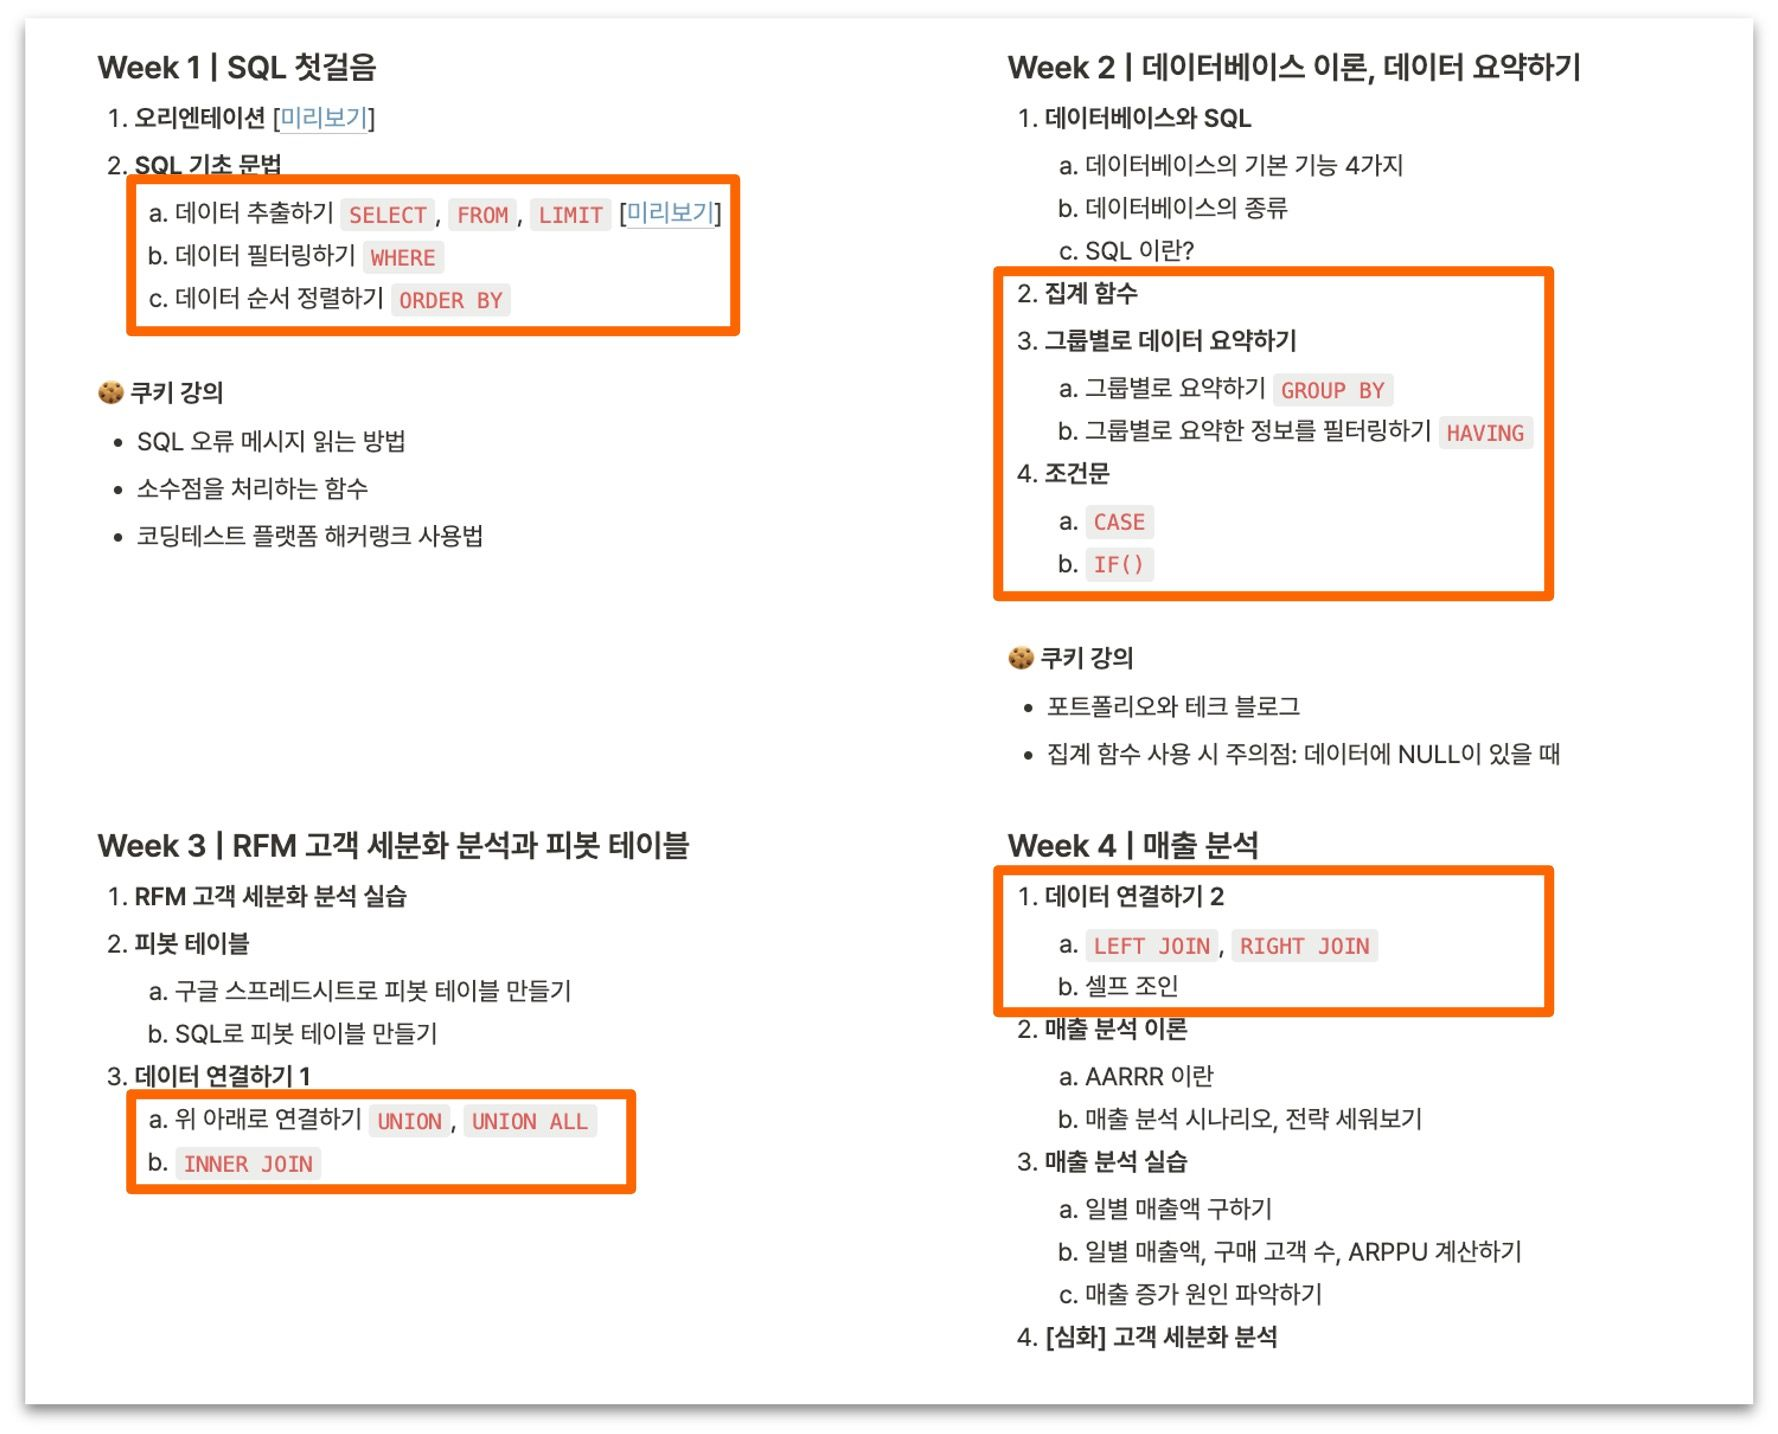 Week 1 | SQL 첫걸음
1. 오리엔테이션 [미리보기]
2. SQL 기초 문법
a. 데이터 추출하기 SELECT, FROM, LIMIT [미리보기]
b. 데이터 필터링하기 WHERE
c. 데이터 순서 정렬하기 ORDER BY
🍪 쿠키 강의
• SQL 오류 메시지 읽는 방법
• 소수점을 처리하는 함수
• 코딩테스트 플랫폼 해커랭크 사용법
Week 2 | 데이터베이스 이론, 데이터 요약하기
1. 데이터베이스와 SQL
a. 데이터베이스의 기본 기능 4가지
b. 데이터베이스의 종류
c. SQL 이란?
2. 집계 함수
3. 그룹별로 데이터 요약하기
a. 그룹별로 요약하기 GROUP BY
b. 그룹별로 요약한 정보를 필터링하기 HAVING
4. 조건문
a. CASE
b. IF()
🍪 쿠키 강의
• 포트폴리오와 테크 블로그
• 집계 함수 사용 시 주의점: 데이터에 NULL이 있을 때
Week 3 | RFM 고객 세분화 분석과 피봇 테이블
1. RFM 고객 세분화 분석 실습
2. 피봇 테이블
a. 구글 스프레드시트로 피봇 테이블 만들기
b. SQL로 피봇 테이블 만들기
3. 데이터 연결하기 1
a. 위 아래로 연결하기 UNION, UNION ALL
b. INNER JOIN
Week 4 | 매출 분석
1. 데이터 연결하기 2
a. LEFT JOIN, RIGHT JOIN
b. 셀프 조인
2. 매출 분석 이론
a. AARRR 이란
b. 매출 분석 시나리오, 전략 세워보기
3. 매출 분석 실습
a. 일별 매출액 구하기
b. 일별 매출액, 구매 고객 수, ARPPU 계산하기
c. 매출 증가 원인 파악하기
4. [심화] 고객 세분화 분석